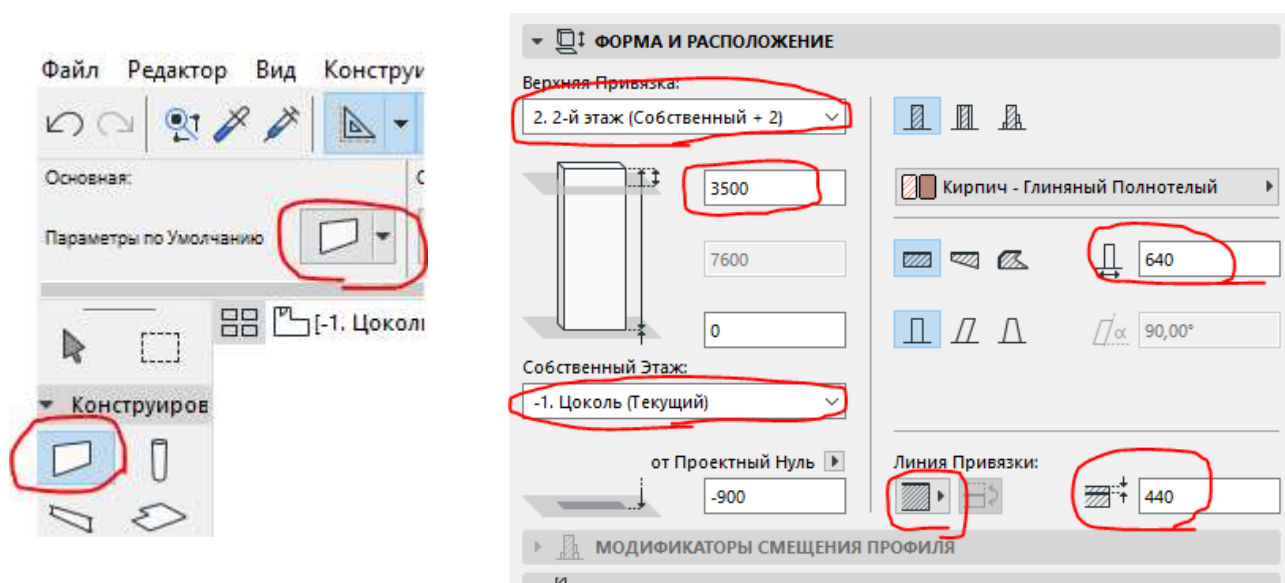 Файл Редактор Вид Конструи
Основная:
С
Параметры по Умолчанию
[-1. Цоколь
Конструиров
ФОРМА И РАСПОЛОЖЕНИЕ
Верхняя Привязка:
2. 2-й этаж (Собственный + 2)
3500
Кирпич - Глиняный Полнотелый
7600
640
0
α 90,00°
Собственный Этаж:
-1. Цоколь (Текущий)
от Проектный Нуль
Линия Привязки:
-900
440
МОДИФИКАТОРЫ СМЕЩЕНИЯ ПРОФИЛЯ